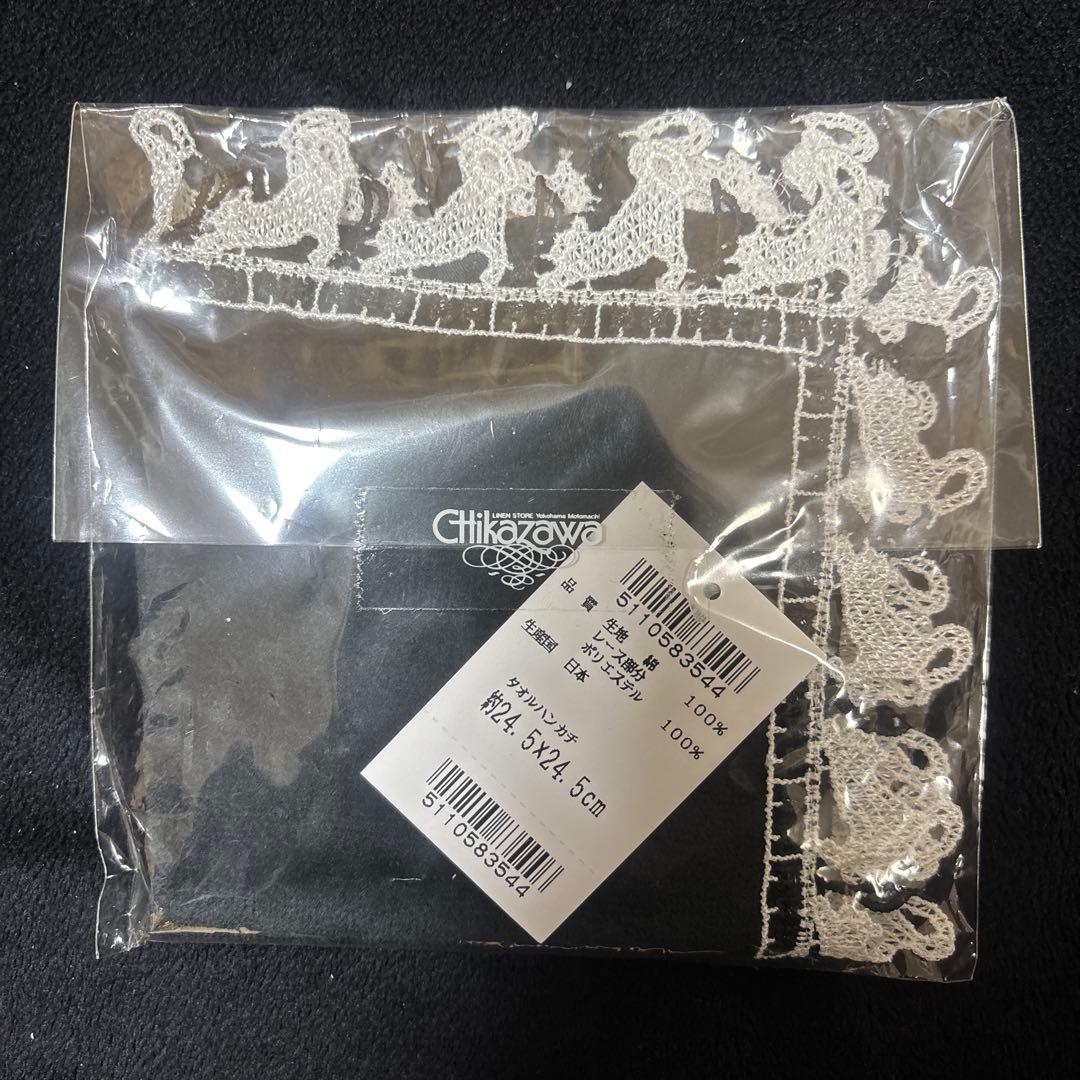 LINEN STORE Yokohama Motomachi
CHikazawa
5110583544
品 質 生地 綿 100%
レース部分
ポリエステル 100%
生産国 日本
タオルハンカチ
約24.5X24.5cm
5110583544